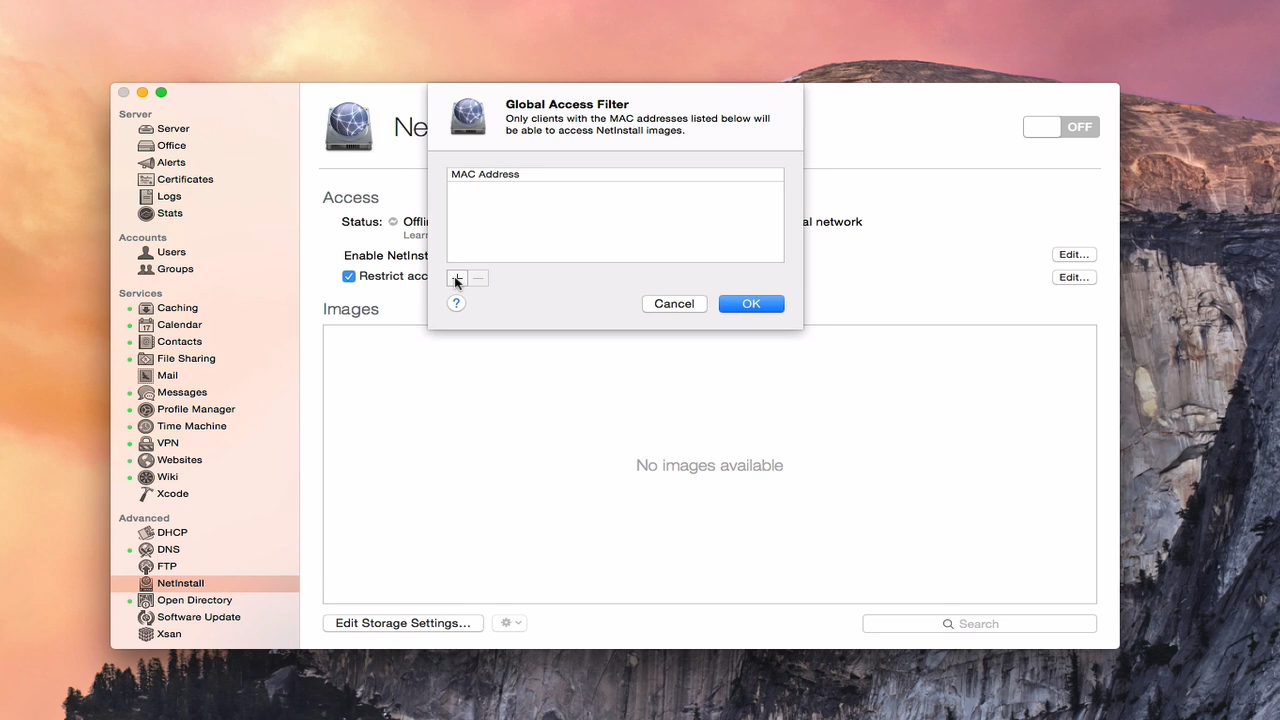 Server
Server
Office
Alerts
Certificates
Logs
Stats
Accounts
Users
Groups
Services
Caching
17
Calendar
Contacts
File Sharing
Mail
Messages
Profile Manager
Time Machine
VPN
Websites
Wiki
Xcode
Advanced
DHCP
DNS
FTP
NetInstall
Open Directory
Software Update
Xsan
Ne
OFF
Access
Status: Offli
al network
Lear
Enable NetInst
Edit...
Restrict acc
Edit...
Images
No images available
Edit Storage Settings...
Search
Global Access Filter
Only clients with the MAC addresses listed below will
be able to access NetInstall images.
MAC Address
+ −
?
Cancel
OK